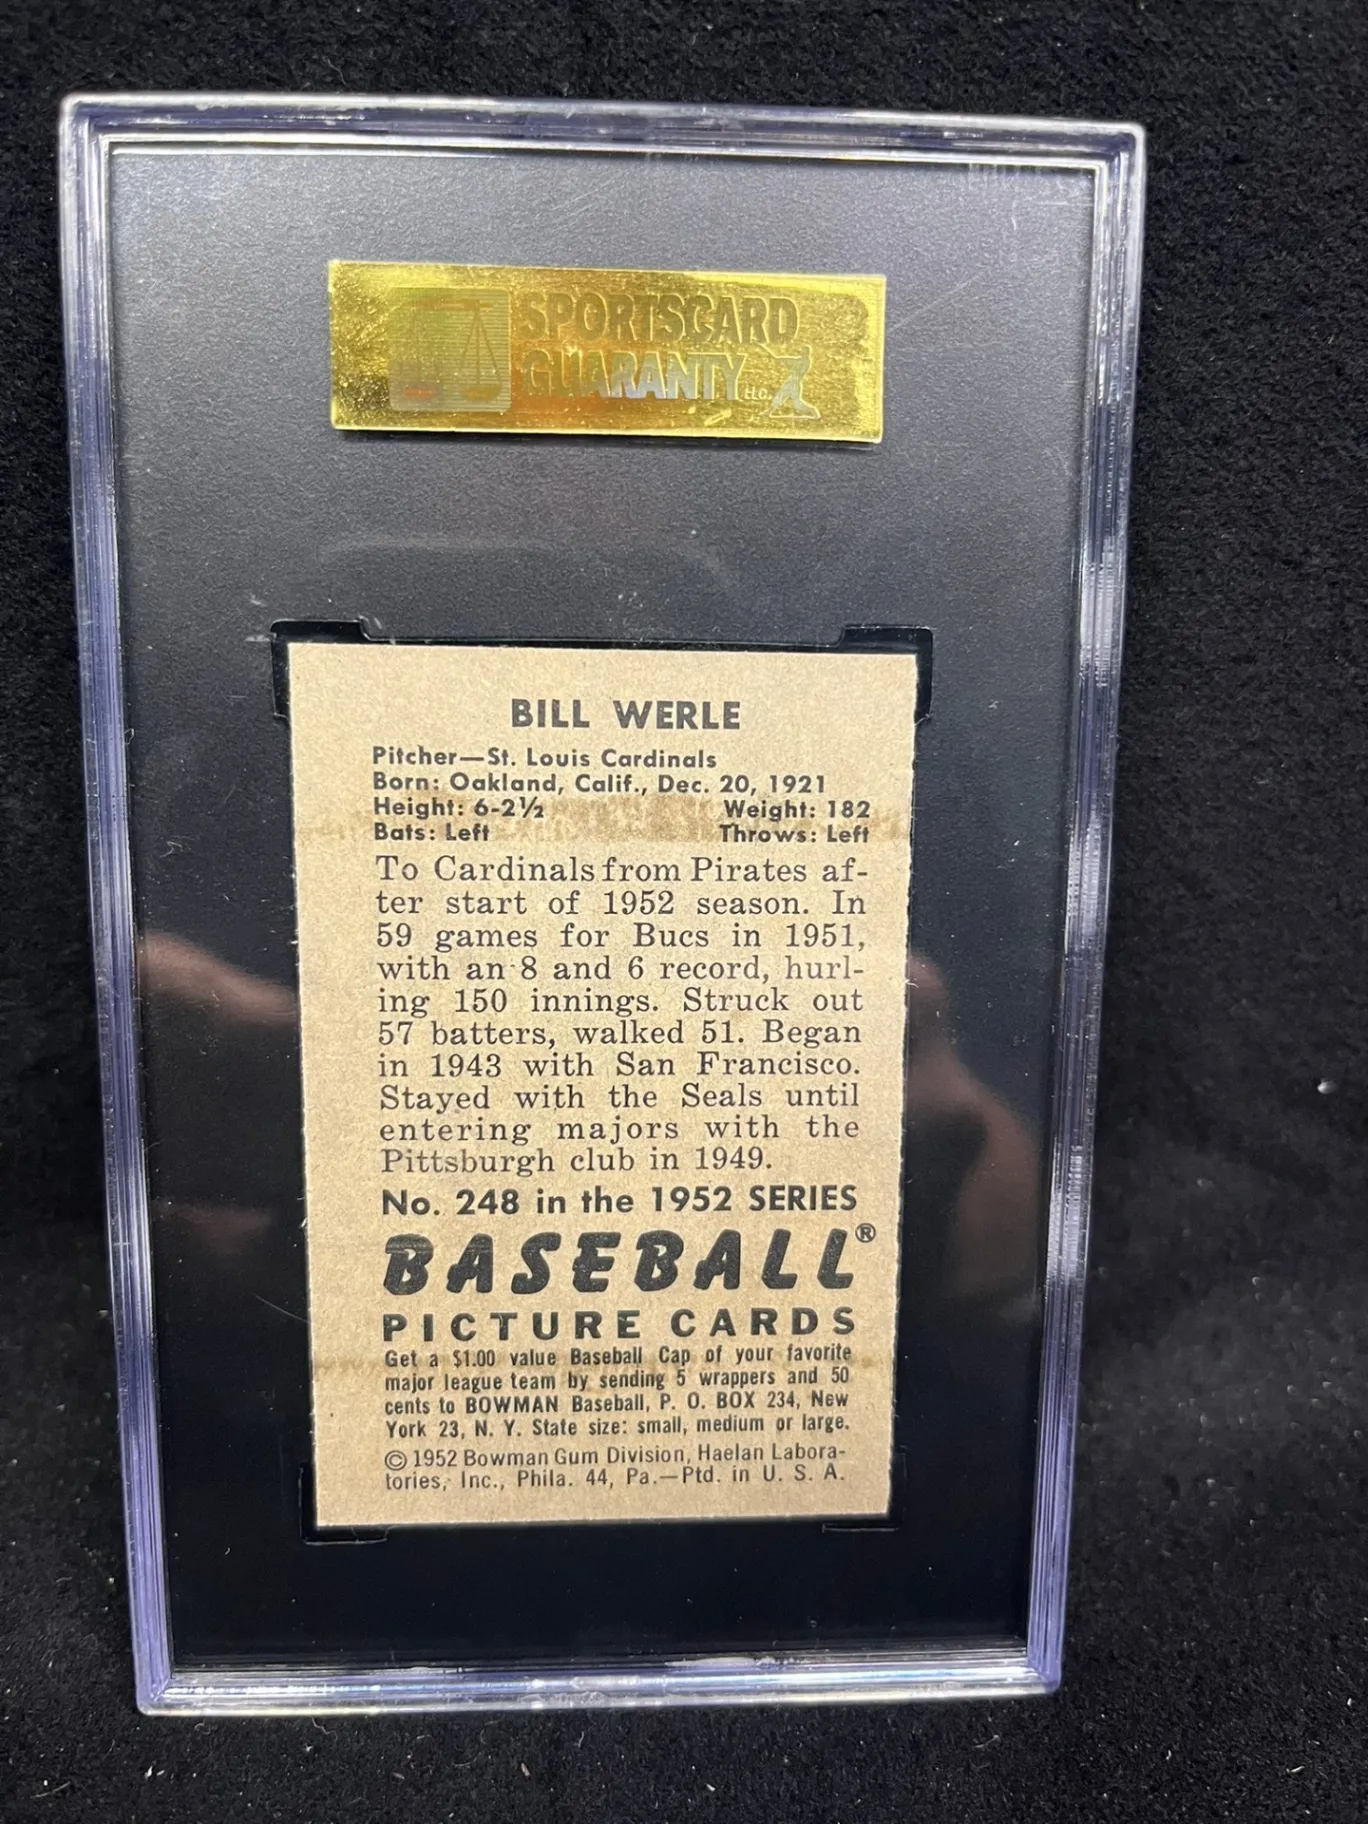 SPORTSCARD
GUARANTY LLC.
BILL WERLE
Pitcher—St. Louis Cardinals
Born: Oakland, Calif., Dec. 20, 1921
Height: 6-2½ Weight: 182
Bats: Left Throws: Left
To Cardinals from Pirates af-
ter start of 1952 season. In
59 games for Bucs in 1951,
with an 8 and 6 record, hurl-
ing 150 innings. Struck out
57 batters, walked 51. Began
in 1943 with San Francisco.
Stayed with the Seals until
entering majors with the
Pittsburgh club in 1949.
No. 248 in the 1952 SERIES
BASEBALL®
PICTURE CARDS
Get a $1.00 value Baseball Cap of your favorite
major league team by sending 5 wrappers and 50
cents to BOWMAN Baseball, P. O. BOX 234, New
York 23, N. Y. State size: small, medium or large.
© 1952 Bowman Gum Division, Haelan Labora-
tories, Inc., Phila. 44, Pa.—Ptd. in U. S. A.